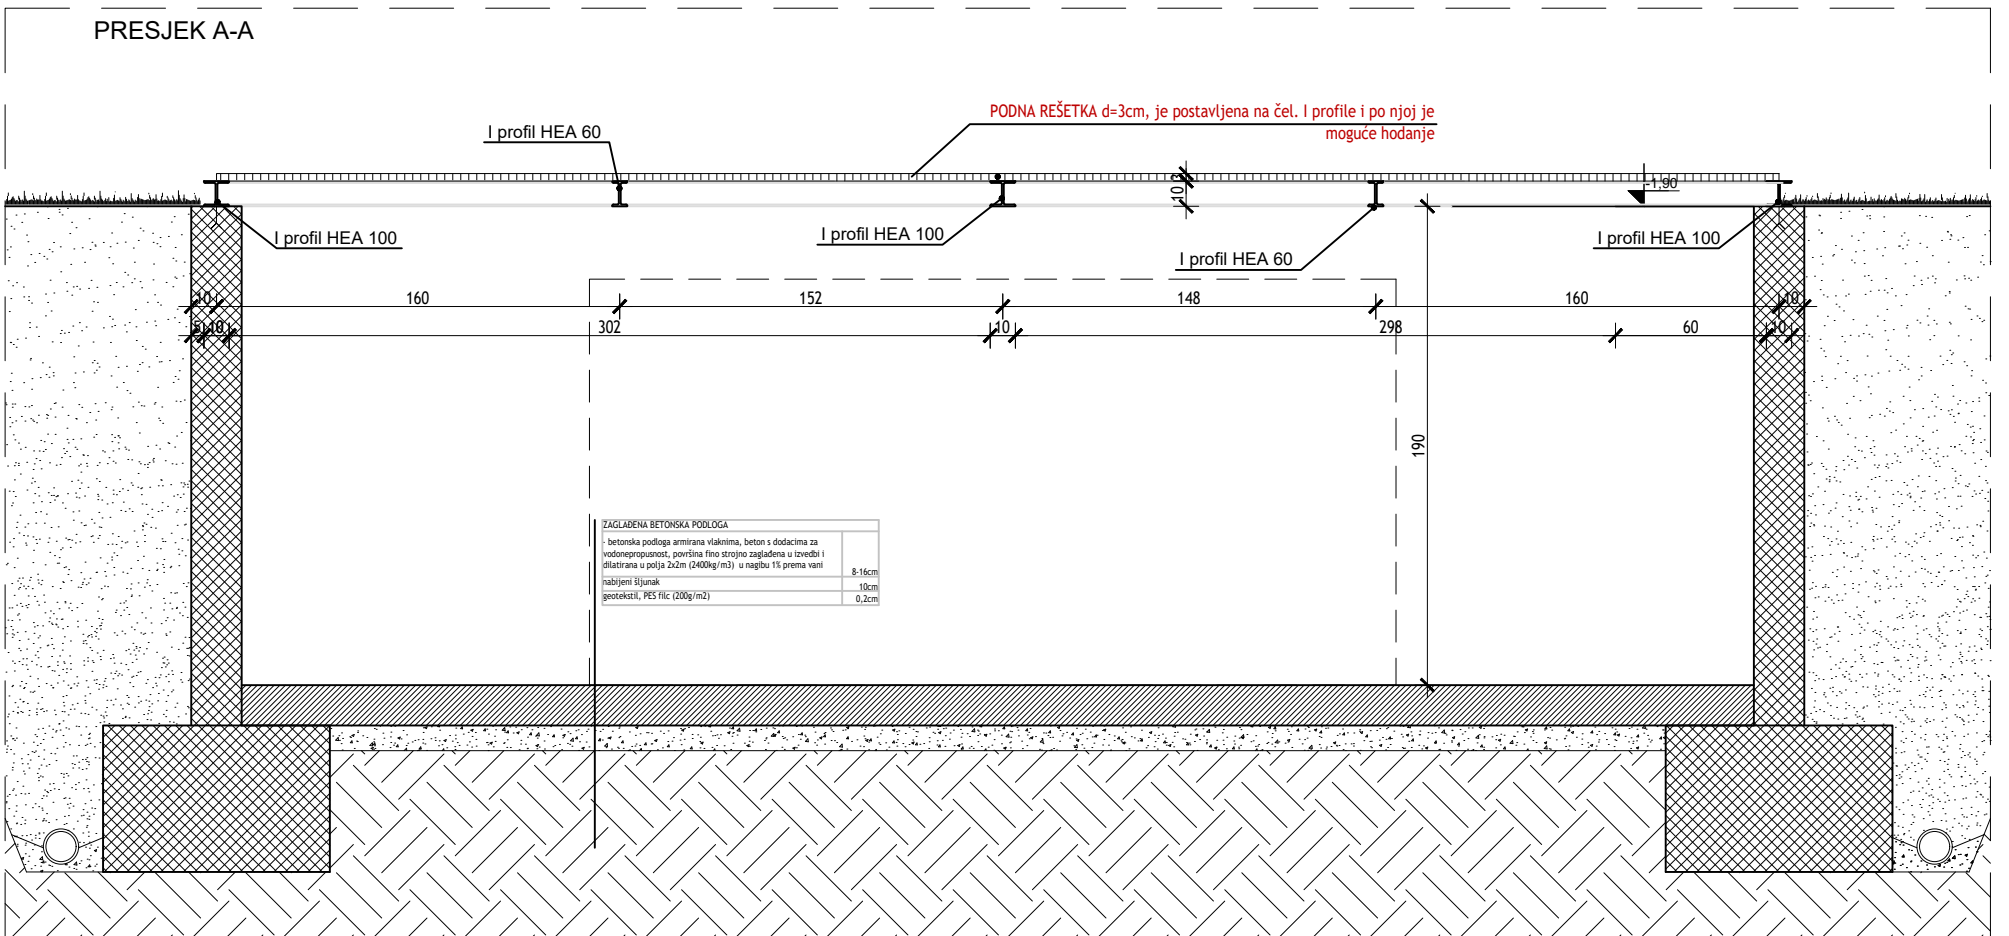 PRESJEK A-A
PODNA REŠETKA d=3cm, je postavljena na čel. I profile i po njoj je
moguće hodanje
I profil HEA 60
10 3
-1,90
I profil HEA 100
I profil HEA 100
I profil HEA 60
I profil HEA 100
10 160 152 148 160 10
5 10 302 10 298 60 10
190
ZAGLAĐENA BETONSKA PODLOGA
- betonska podloga armirana vlaknima, beton s dodacima za
vodonepropusnost, površina fino strojno zaglađena u izvedbi i
dilatirana u polja 2x2m (2400kg/m3) u nagibu 1% prema vani 8-16cm
nabijeni šljunak 10cm
geotekstil, PES filc (200g/m2) 0,2cm